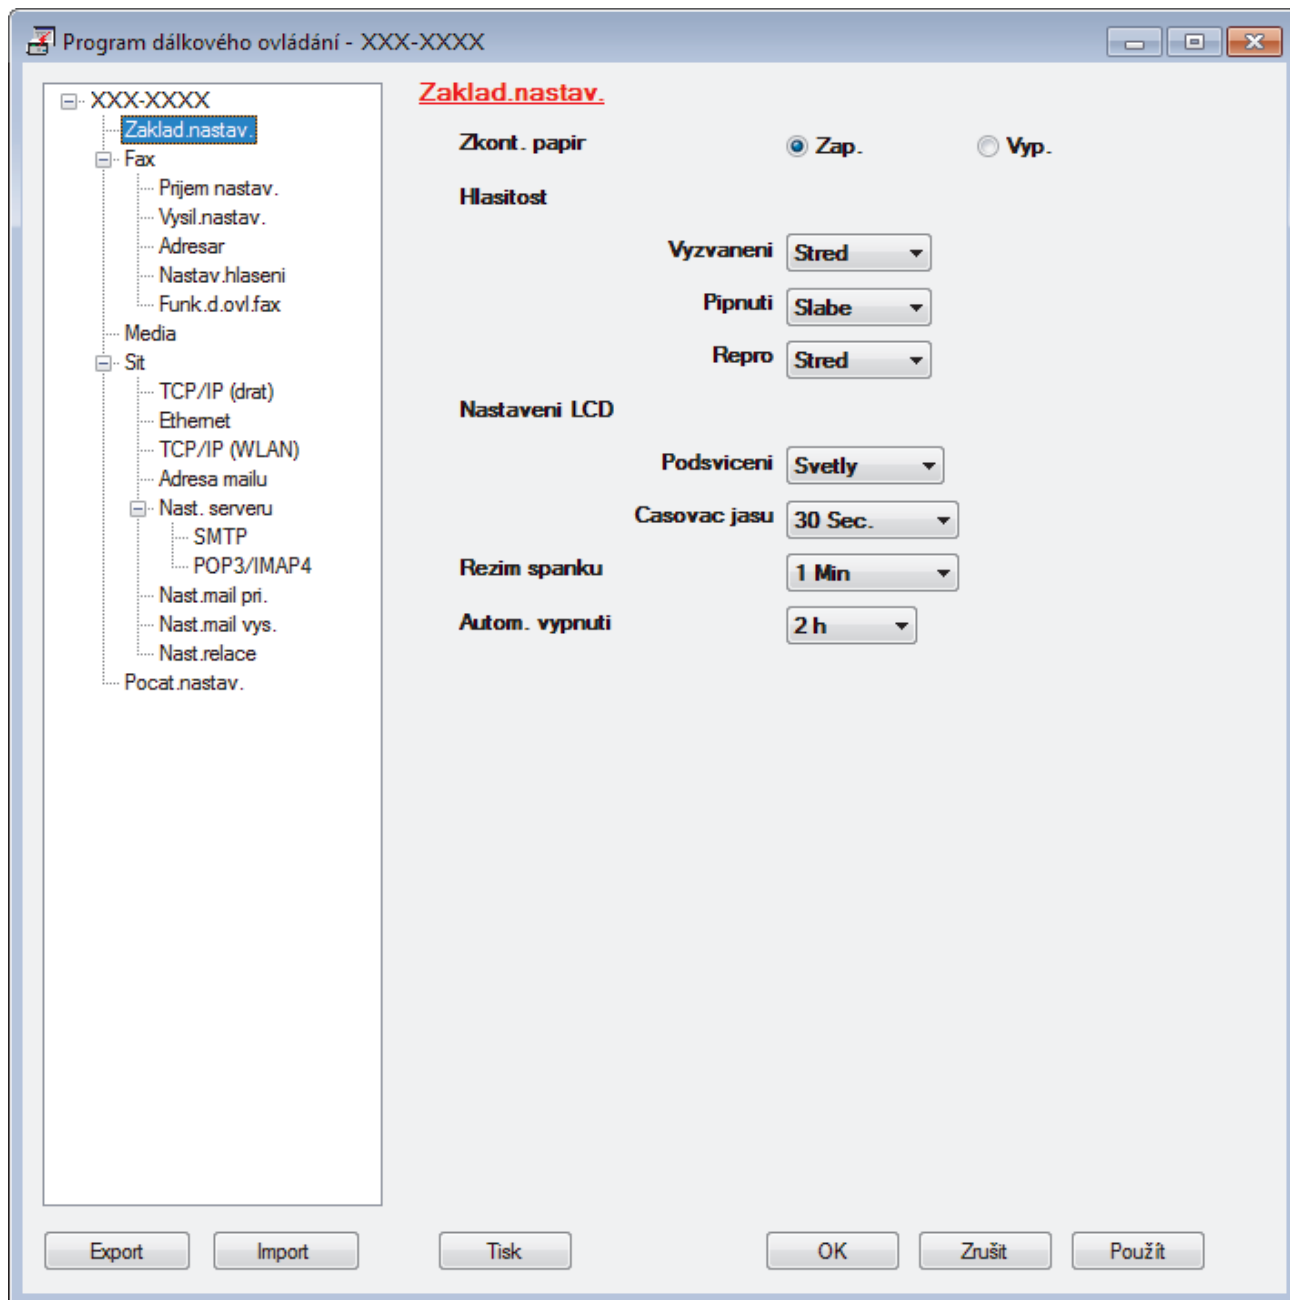 Program dálkového ovládání - XXX-XXXX
XXX-XXXX
Zaklad.nastav.
Fax
Prijem nastav.
Vysil.nastav.
Adresar
Nastav.hlaseni
Funk.d.ovl.fax
Media
Sit
TCP/IP (drat)
Ethernet
TCP/IP (WLAN)
Adresa mailu
Nast. serveru
SMTP
POP3/IMAP4
Nast.mail pri.
Nast.mail vys.
Nast.relace
Pocat.nastav.
Zaklad.nastav.
Zkont. papir Zap. Vyp.
Hlasitost
Vyzvaneni Stred
Pipnuti Slabe
Repro Stred
Nastaveni LCD
Podsviceni Svetly
Casovac jasu 30 Sec.
Rezim spanku 1 Min
Autom. vypnuti 2 h
Export Import Tisk OK Zrušit Použít